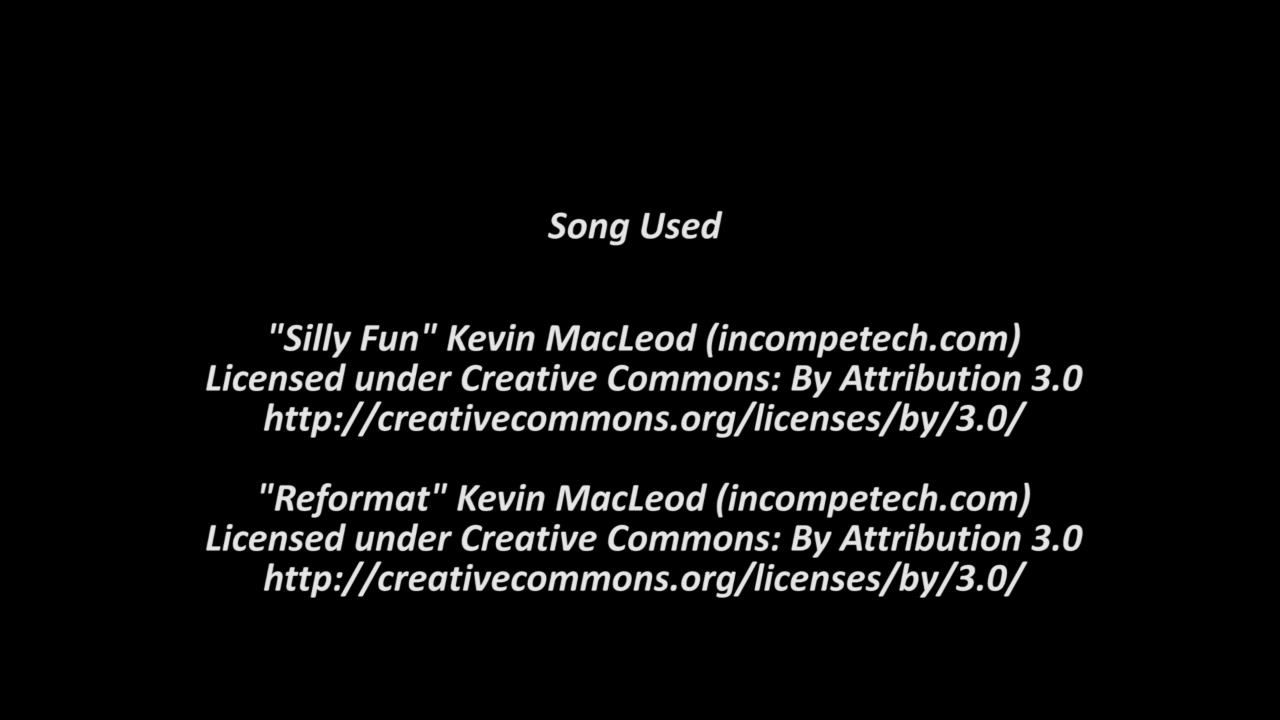 Song Used
"Silly Fun" Kevin MacLeod (incompetech.com)
Licensed under Creative Commons: By Attribution 3.0
http://creativecommons.org/licenses/by/3.0/
"Reformat" Kevin MacLeod (incompetech.com)
Licensed under Creative Commons: By Attribution 3.0
http://creativecommons.org/licenses/by/3.0/